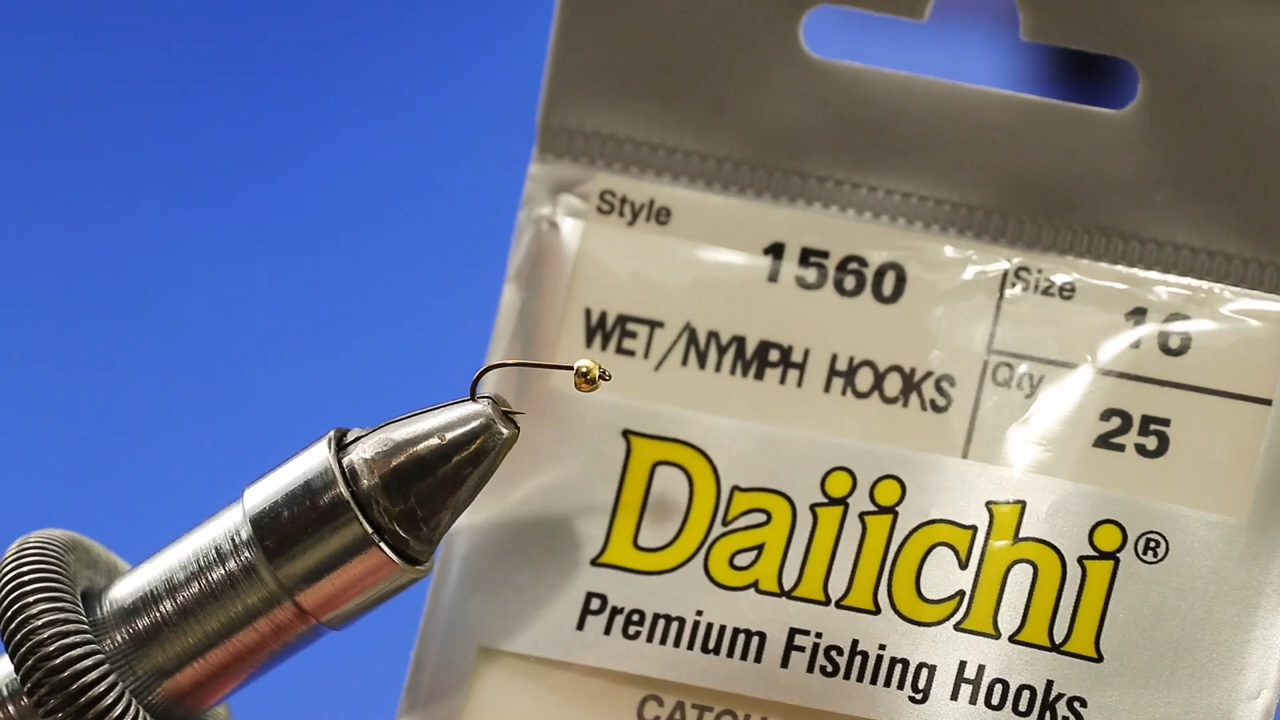 Style
1560
Size
16
WET/NYMPH HOOKS
Qty
25
Daiichi®
Premium Fishing Hooks